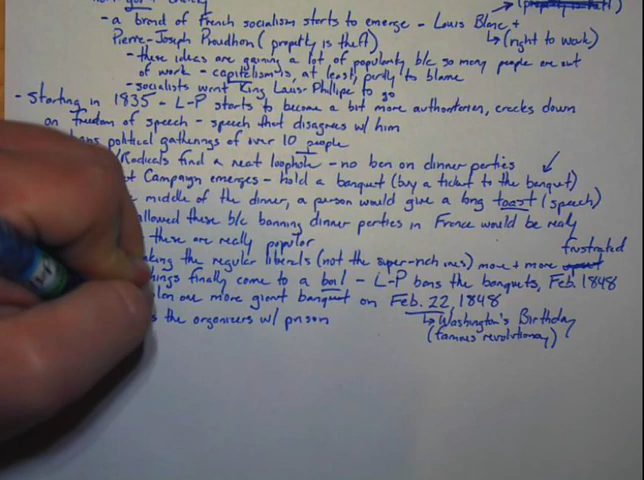 (property is theft)
- a brand of French socialism starts to emerge - Louis Blanc +
Pierre-Joseph Proudhon (property is theft)
↳ (right to work)
- these ideas are gaining a lot of popularity b/c so many people are out
of work - capitalism is, at least, partly to blame
- socialists want King Louis-Phillipe to go
- Starting in 1835 - L-P starts to become a bit more authoritarian, cracks down
on freedom of speech - speech that disagrees w/ him
political gatherings of over 10 people
/Radicals find a neat loophole - no ban on dinner parties
Campaign emerges - hold a banquet (buy a ticket to the banquet)
middle of the dinner, a person would give a long toast (speech)
allowed these b/c banning dinner parties in France would be really
these are really popular
the regular liberals (not the super-rich ones) more + more frustrated
things finally come to a boil - L-P bans the banquets, Feb 1848
one more giant banquet on Feb. 22, 1848
the organizers w/ prison
↳ Washington's Birthday
(famous revolutionary)